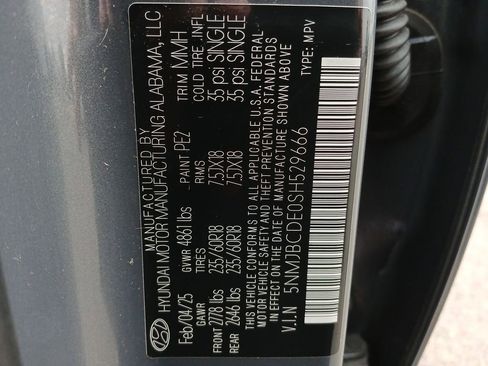 MANUFACTURED BY
HYUNDAI MOTOR MANUFACTURING ALABAMA, LLC
Feb/04/25 GVWR 4861 lbs PAINT PE2 TRIM MMH
GAWR RIMS COLD TIRE INFL
FRONT 2778 lbs 235/60R18 7.5JX18 35 psi SINGLE
REAR 2646 lbs 235/60R18 7.5JX18 35 psi SINGLE
THIS VEHICLE CONFORMS TO ALL APPLICABLE U.S.A. FEDERAL
MOTOR VEHICLE SAFETY BUMPER, AND THEFT PREVENTION STANDARDS
IN EFFECT ON THE DATE OF MANUFACTURE SHOWN ABOVE
V.I.N 5NMJBCDE0SH529666 TYPE: MPV